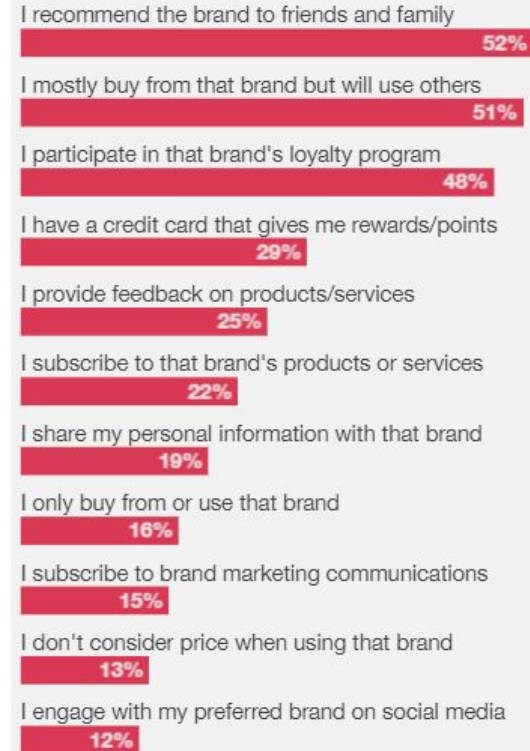 I recommend the brand to friends and family
52%
I mostly buy from that brand but will use others
51%
I participate in that brand's loyalty program
48%
I have a credit card that gives me rewards/points
29%
I provide feedback on products/services
25%
I subscribe to that brand's products or services
22%
I share my personal information with that brand
19%
I only buy from or use that brand
16%
I subscribe to brand marketing communications
15%
I don't consider price when using that brand
13%
I engage with my preferred brand on social media
12%